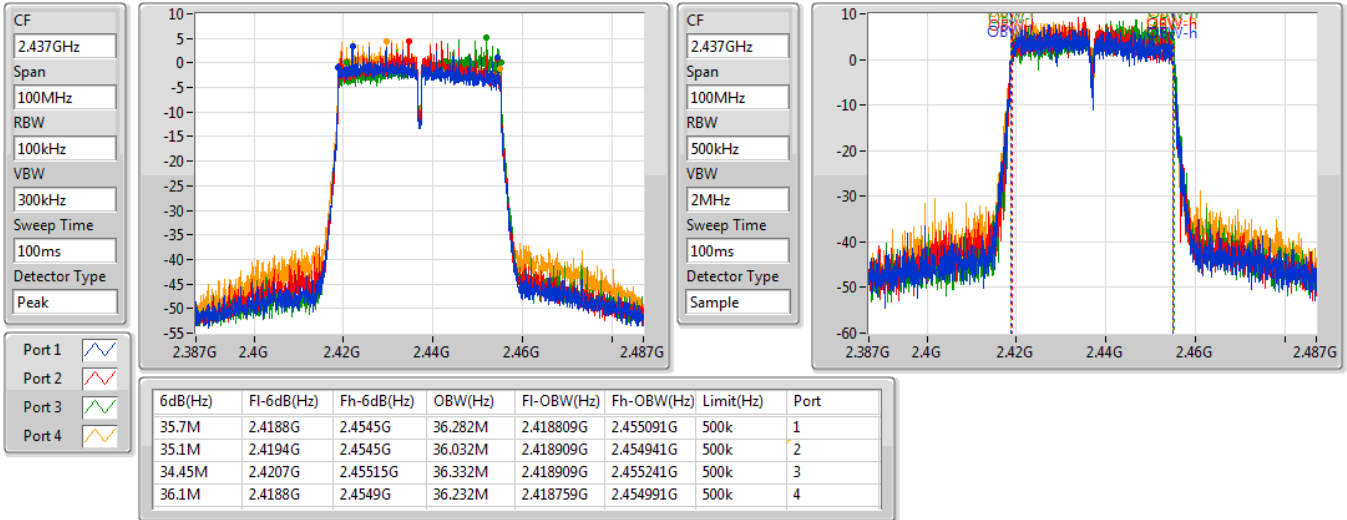 CF
2.437GHz
Span
100MHz
RBW
100kHz
VBW
300kHz
Sweep Time
100ms
Detector Type
Peak
10
5
0
-5
-10
-15
-20
-25
-30
-35
-40
-45
-50
-55
2.387G 2.4G 2.42G 2.44G 2.46G 2.487G
CF
2.437GHz
Span
100MHz
RBW
500kHz
VBW
2MHz
Sweep Time
100ms
Detector Type
Sample
10
0
-10
-20
-30
-40
-50
-60
OBW-h
2.387G 2.4G 2.42G 2.44G 2.46G 2.487G
Port 1
Port 2
Port 3
Port 4
6dB(Hz) Fl-6dB(Hz) Fh-6dB(Hz) OBW(Hz) Fl-OBW(Hz) Fh-OBW(Hz) Limit(Hz) Port
35.7M 2.4188G 2.4545G 36.282M 2.418809G 2.455091G 500k 1
35.1M 2.4194G 2.4545G 36.032M 2.418909G 2.454941G 500k 2
34.45M 2.4207G 2.45515G 36.332M 2.418909G 2.455241G 500k 3
36.1M 2.4188G 2.4549G 36.232M 2.418759G 2.454991G 500k 4